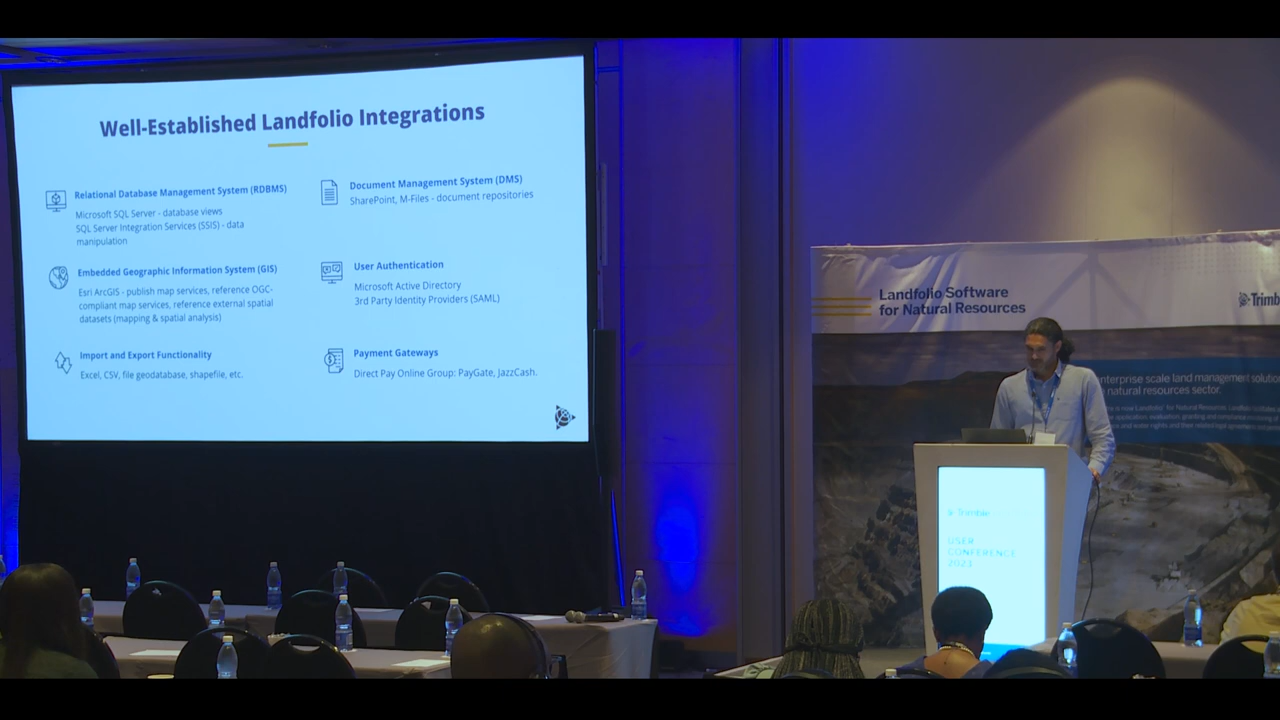 Well-Established Landfolio Integrations
Relational Database Management System (RDBMS)
Microsoft SQL Server - database views
SQL Server Integration Services (SSIS) - data
manipulation
Embedded Geographic Information System (GIS)
Esri ArcGIS - publish map services, reference OGC-
compliant map services, reference external spatial
datasets (mapping & spatial analysis)
Import and Export Functionality
Excel, CSV, file geodatabase, shapefile, etc.
Document Management System (DMS)
SharePoint, M-Files - document repositories
User Authentication
Microsoft Active Directory
3rd Party Identity Providers (SAML)
Payment Gateways
Direct Pay Online Group: PayGate, JazzCash.
Landfolio Software
for Natural Resources
Trimb
nterprise scale land management solutio
natural resources sector.
Trimble
USER
CONFERENCE
2023